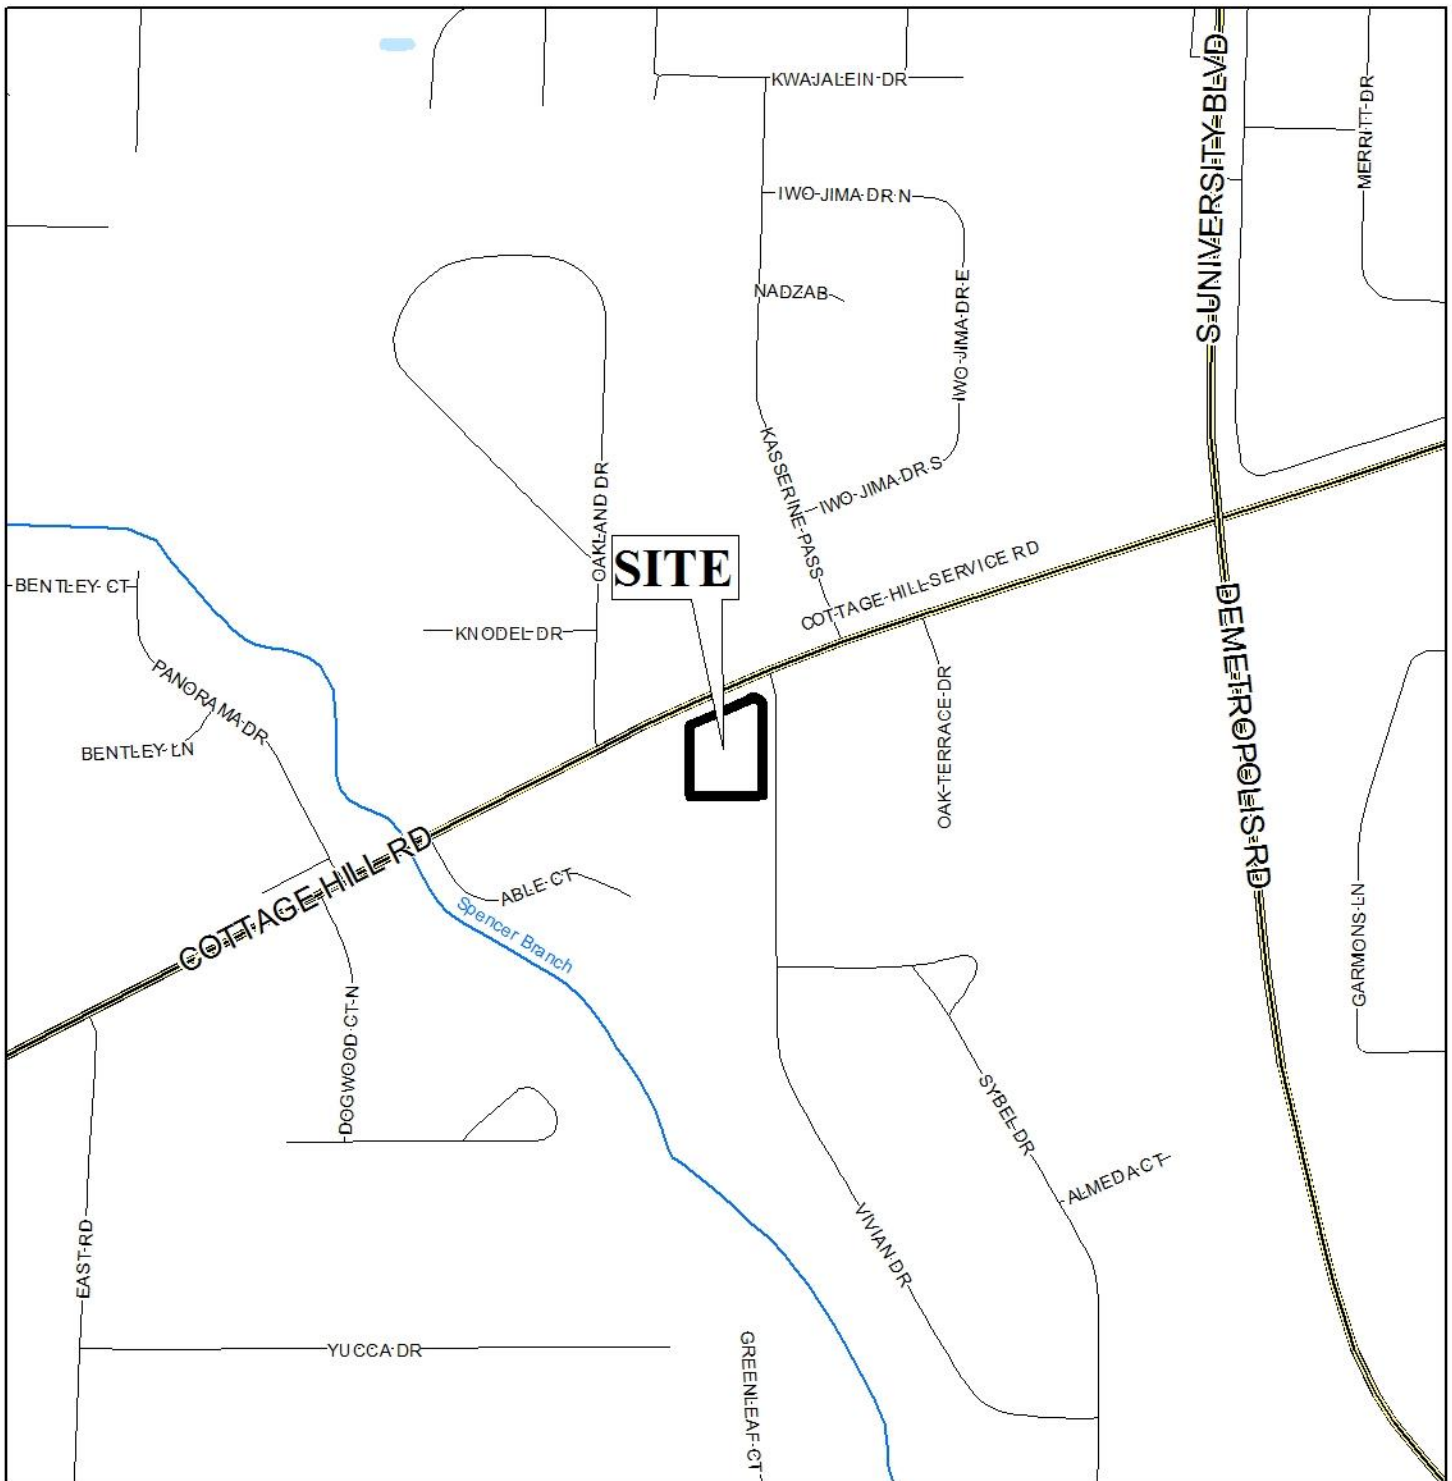 KWAJALEIN DR
S UNIVERSITY BLVD
MERRITT DR
IWO JIMA DR N
NADZAB
IWO JIMA DR E
KASSERINE PASS
IWO JIMA DR S
OAKLAND DR
SITE
COTTAGE HILL SERVICE RD
BENTLEY CT
KNODEL DR
DEMETROPOLIS RD
PANORAMA DR
BENTLEY LN
OAK TERRACE DR
COTTAGE HILL RD
ABLE CT
Spencer Branch
GARMONS LN
DOGWOOD CT N
SYBEL DR
ALMEDA CT
VIVIAN DR
EAST RD
YUCCA DR
GREENLEAF CT